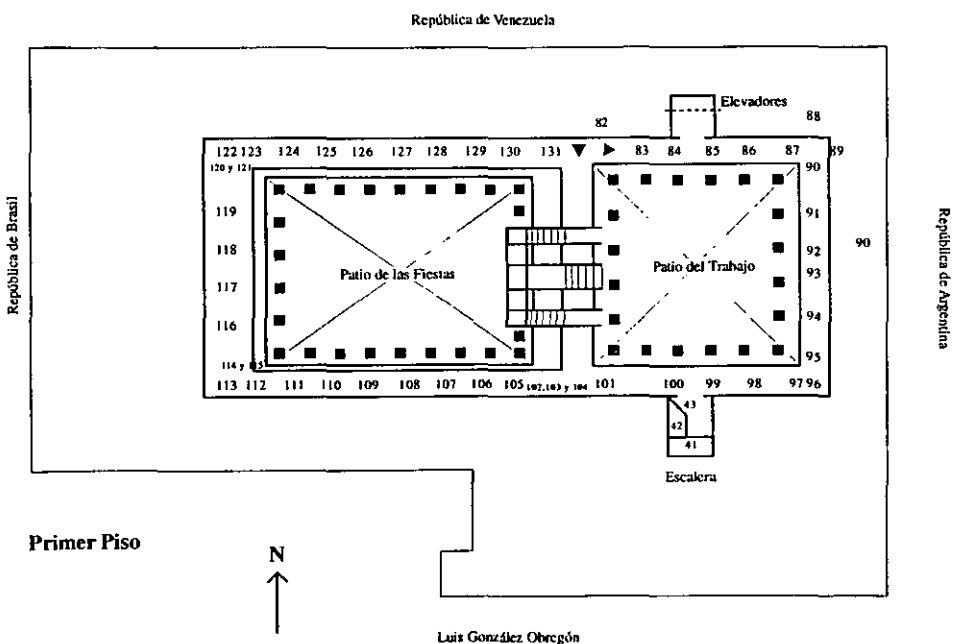 República de Venezuela
Elevadores
82 88
122 123 124 125 126 127 128 129 130 131 83 84 85 86 87 89
120 y 121 90
119 91
118 92
República de Brasil Patio de las Fiestas Patio del Trabajo 93 90 República de Argentina
117
116 94
114 y 115 95
113 112 111 110 109 108 107 106 105 102, 103 y 104 101 100 99 98 97 96
43
42
41
Escalera
Primer Piso
N
Luis González Obregón